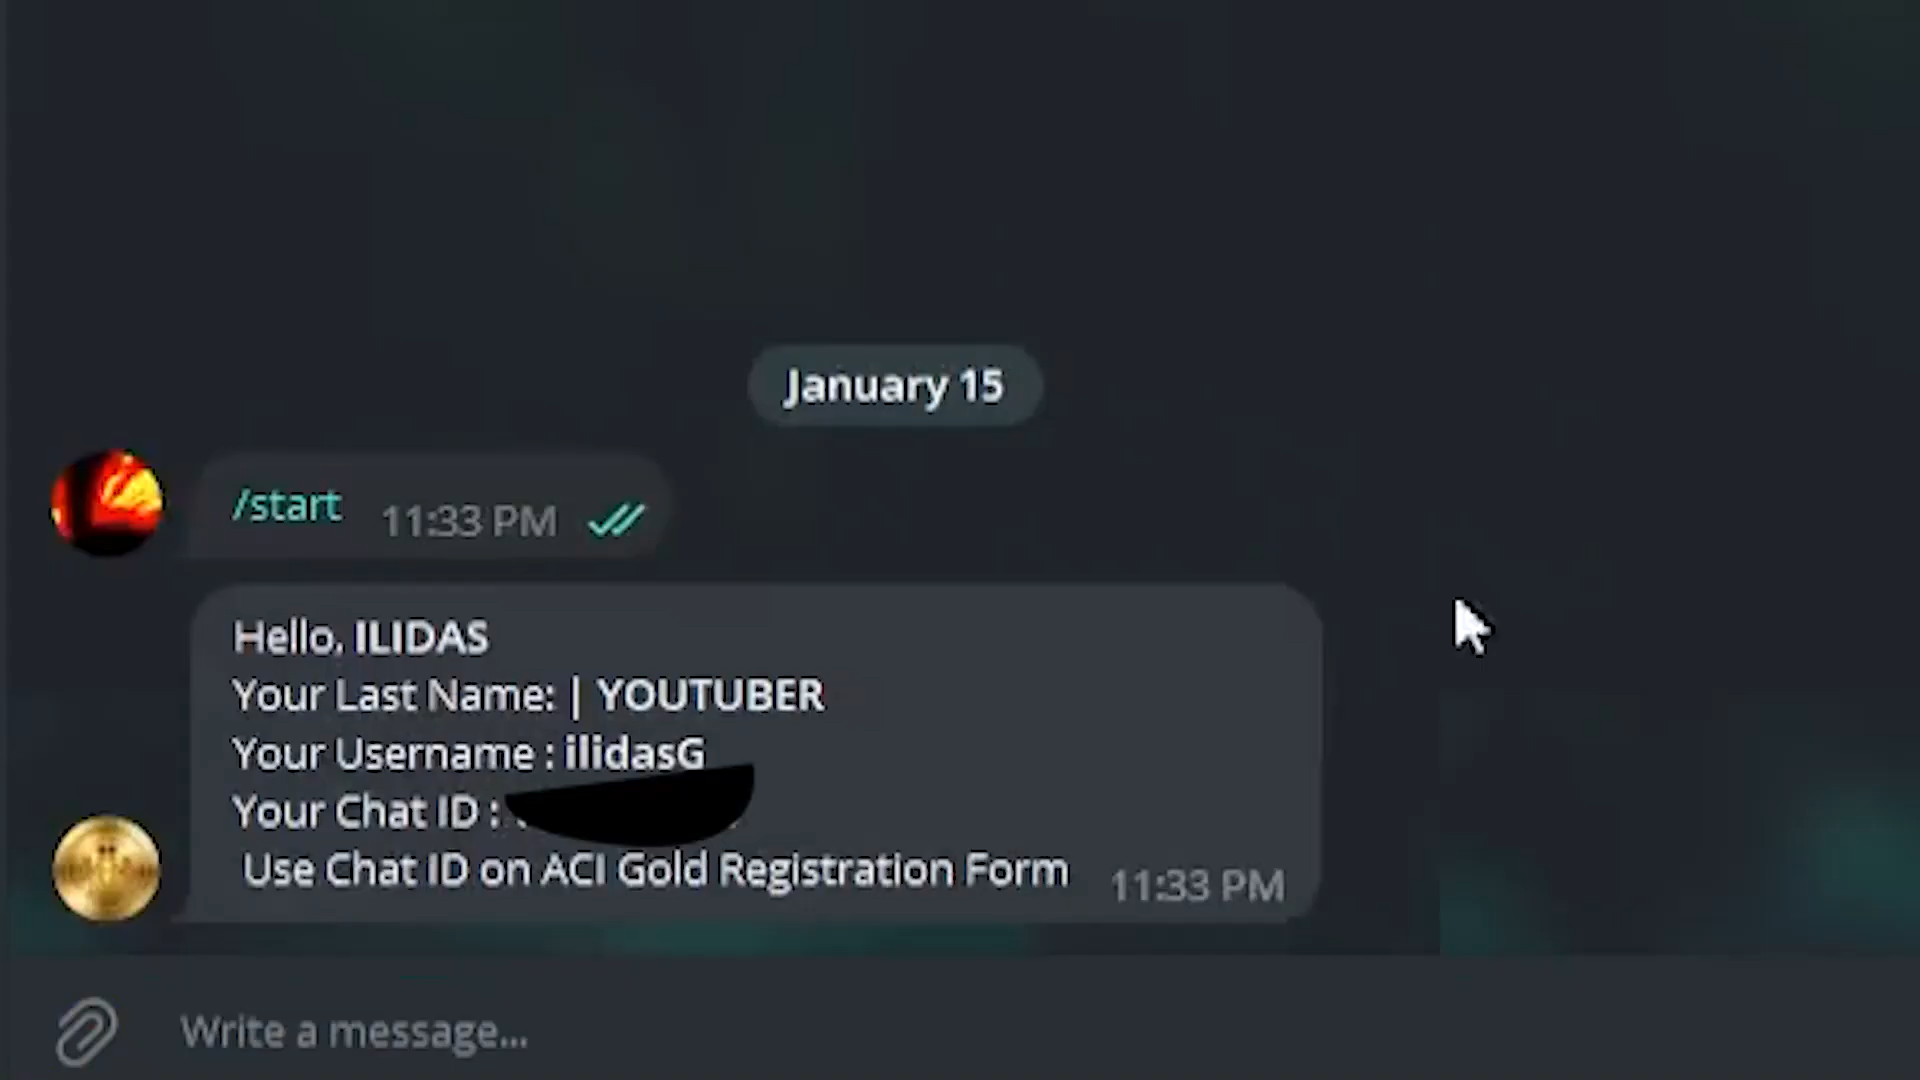 January 15
/start 11:33 PM
Hello, ILIDAS
Your Last Name: | YOUTUBER
Your Username : ilidasG
Your Chat ID :
Use Chat ID on ACI Gold Registration Form 11:33 PM
Write a message...